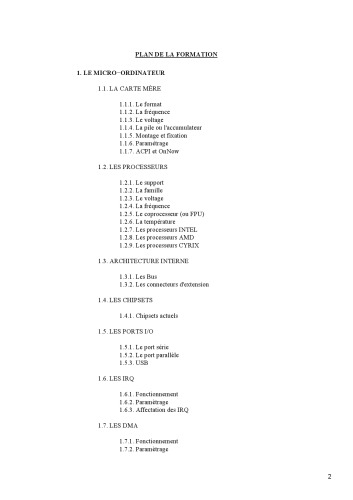 PLAN DE LA FORMATION
1. LE MICRO−ORDINATEUR
1.1. LA CARTE MÈRE
1.1.1. Le format
1.1.2. La fréquence
1.1.3. Le voltage
1.1.4. La pile ou l'accumulateur
1.1.5. Montage et fixation
1.1.6. Paramétrage
1.1.7. ACPI et OnNow
1.2. LES PROCESSEURS
1.2.1. Le support
1.2.2. La famille
1.2.3. Le voltage
1.2.4. La fréquence
1.2.5. Le coprocesseur (ou FPU)
1.2.6. La température
1.2.7. Les processeurs INTEL
1.2.8. Les processeurs AMD
1.2.9. Les processeurs CYRIX
1.3. ARCHITECTURE INTERNE
1.3.1. Les Bus
1.3.2. Les connecteurs d'extension
1.4. LES CHIPSETS
1.4.1. Chipsets actuels
1.5. LES PORTS I/O
1.5.1. Le port série
1.5.2. Le port parallèle
1.5.3. USB
1.6. LES IRQ
1.6.1. Fonctionnement
1.6.2. Paramétrage
1.6.3. Affectation des IRQ
1.7. LES DMA
1.7.1. Fonctionnement
1.7.2. Paramétrage
2